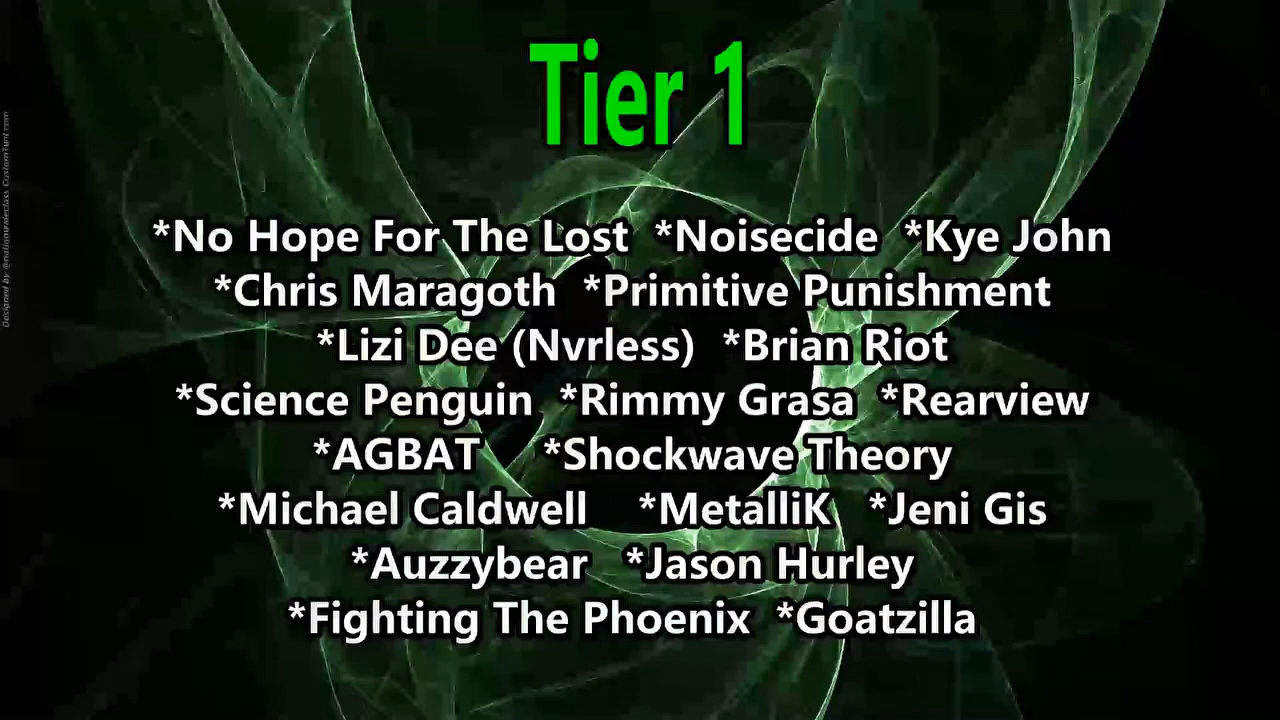 Tier 1
*No Hope For The Lost *Noisecide *Kye John
*Chris Maragoth *Primitive Punishment
*Lizi Dee (Nvrless) *Brian Riot
*Science Penguin *Rimmy Grasa *Rearview
*AGBAT *Shockwave Theory
*Michael Caldwell *MetalliK *Jeni Gis
*Auzzybear *Jason Hurley
*Fighting The Phoenix *Goatzilla
Designed by